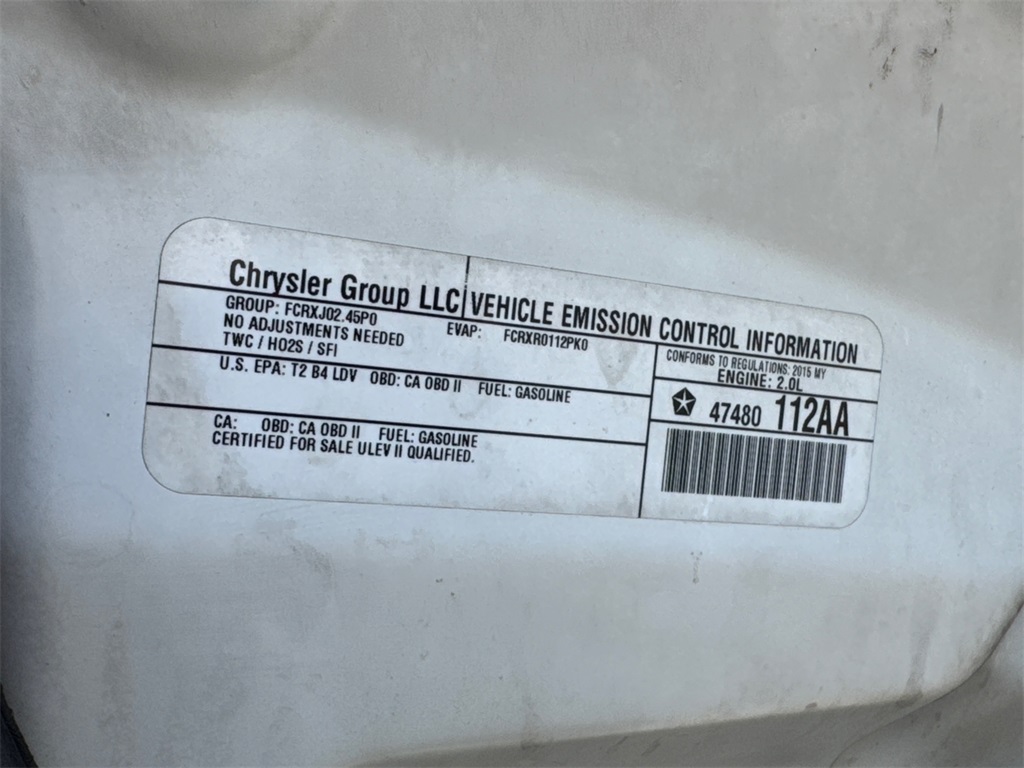 Chrysler Group LLC VEHICLE EMISSION CONTROL INFORMATION
GROUP: FCRXJ02.45P0 EVAP: FCRXR0112PK0
NO ADJUSTMENTS NEEDED
TWC / HO2S / SFI
CONFORMS TO REGULATIONS: 2015 MY
ENGINE: 2.0L
U.S. EPA: T2 B4 LDV OBD: CA OBD II FUEL: GASOLINE
47480 112AA
CA: OBD: CA OBD II FUEL: GASOLINE
CERTIFIED FOR SALE ULEV II QUALIFIED.